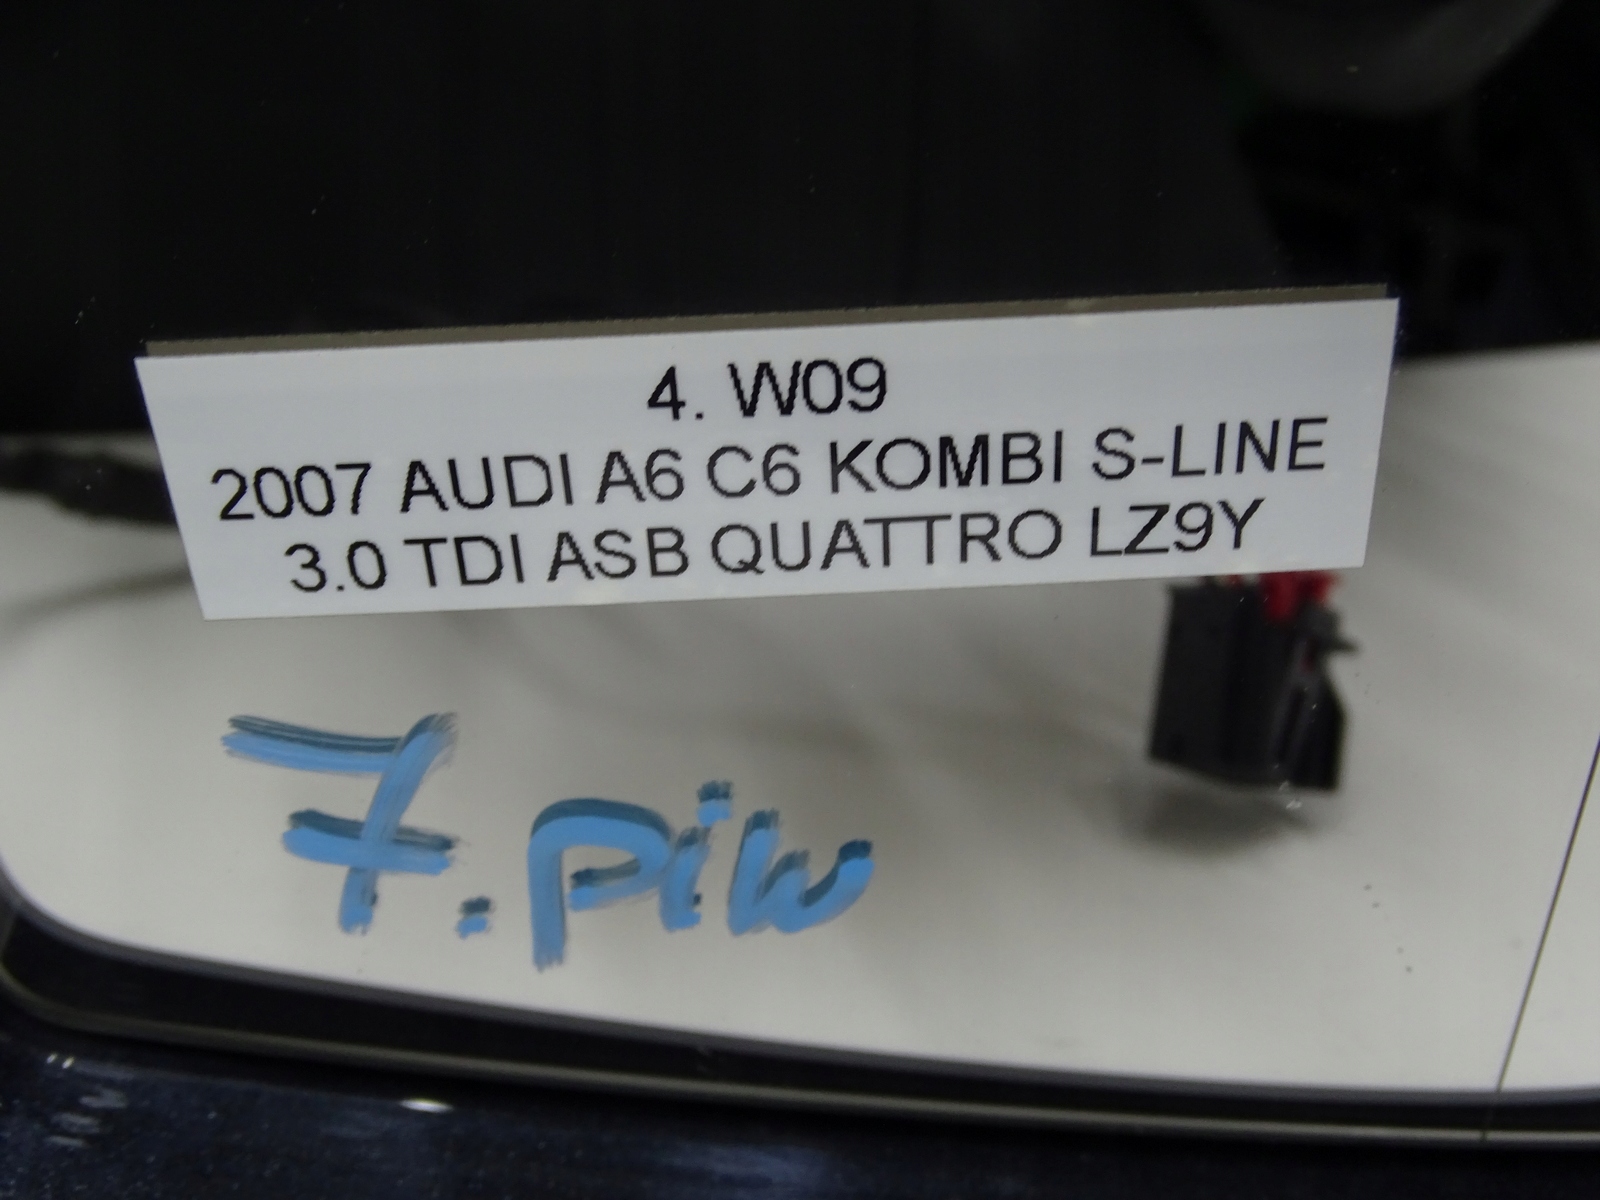 4. W09
2007 AUDI A6 C6 KOMBI S-LINE
3.0 TDI ASB QUATTRO LZ9Y
7.piw